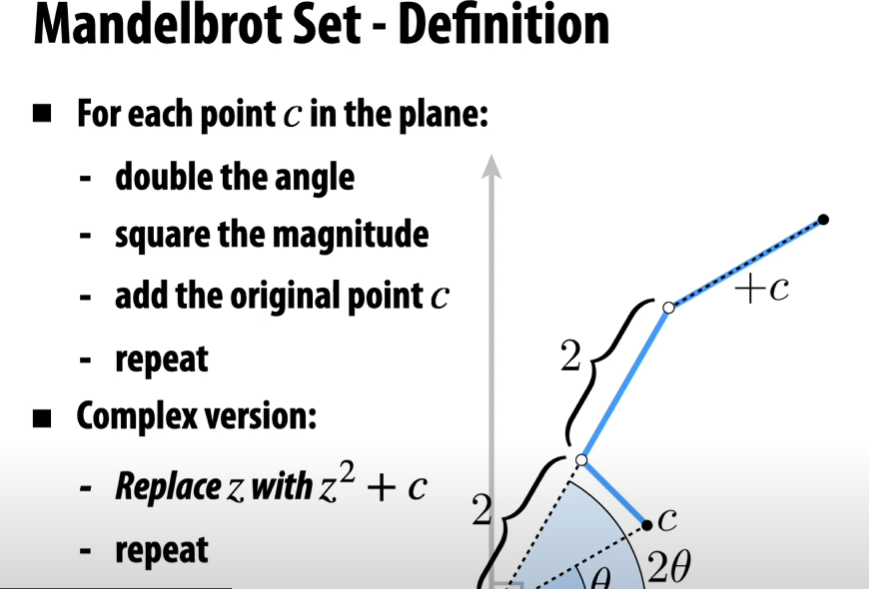 Mandelbrot Set - Definition
■ For each point c in the plane:
- double the angle
- square the magnitude
- add the original point c
- repeat
■ Complex version:
- Replace z with z² + c
- repeat
+c
2
2
c
θ
2θ